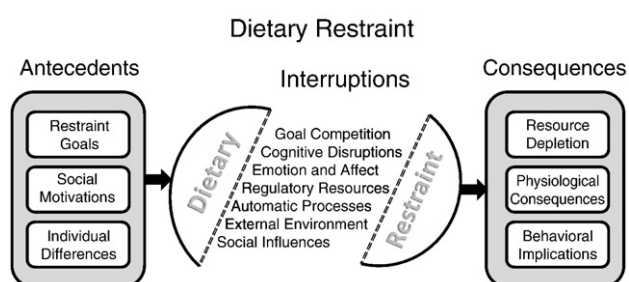 Dietary Restraint
Antecedents
Interruptions
Consequences
Restraint
Goals
Social
Motivations
Individual
Differences
Dietary
Goal Competition
Cognitive Disruptions
Emotion and Affect
Regulatory Resources
Automatic Processes
External Environment
Social Influences
Restraint
Resource
Depletion
Physiological
Consequences
Behavioral
Implications